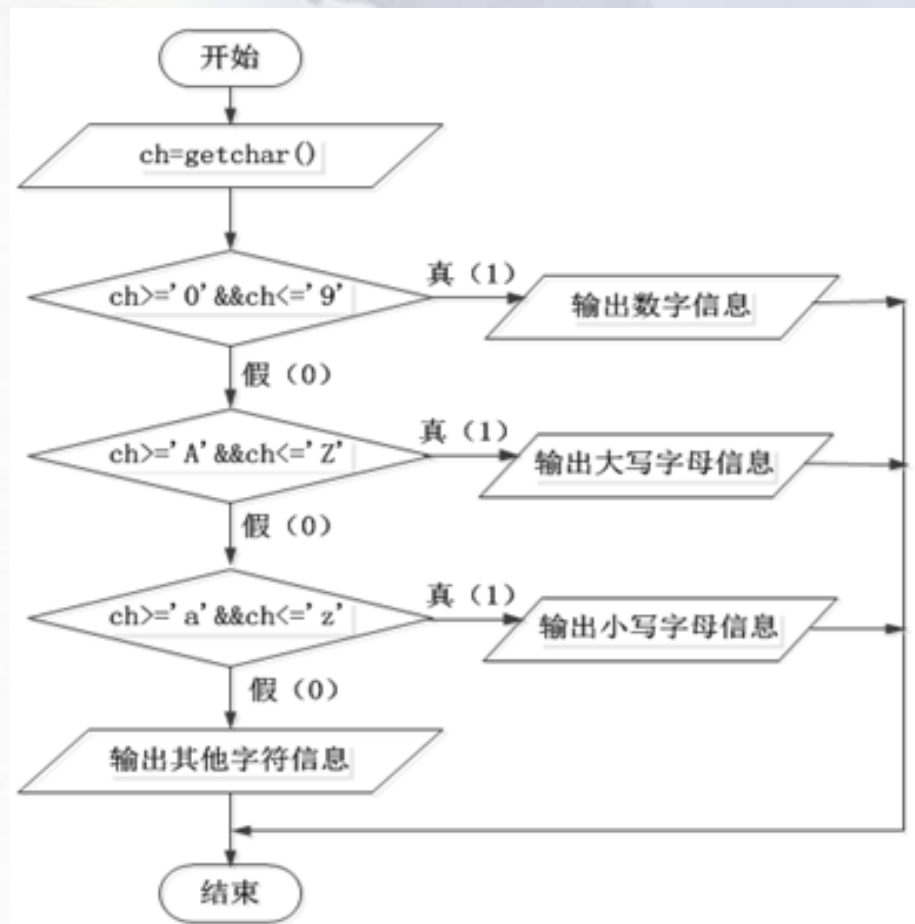 开始
ch=getchar()
ch>='0'&&ch<='9'
真（1）
输出数字信息
假（0）
ch>='A'&&ch<='Z'
真（1）
输出大写字母信息
假（0）
ch>='a'&&ch<='z'
真（1）
输出小写字母信息
假（0）
输出其他字符信息
结束